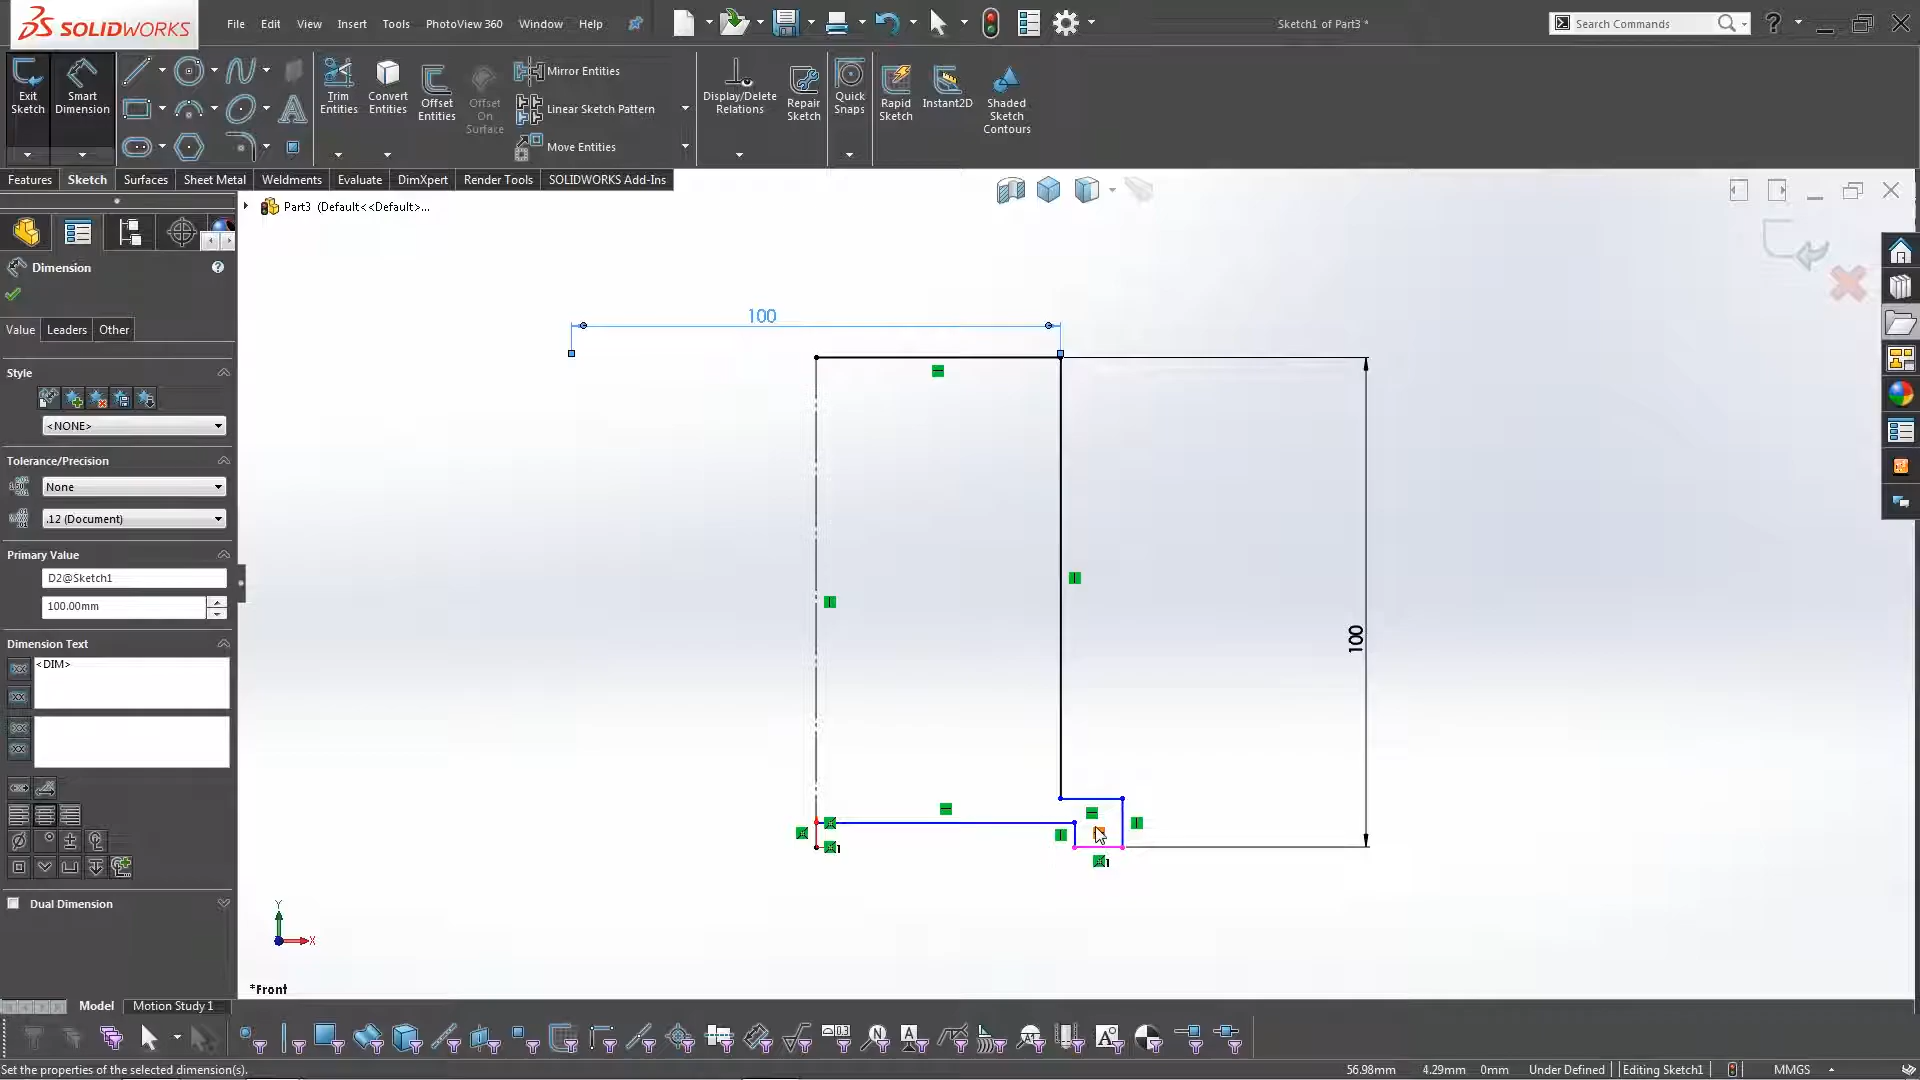 SOLIDWORKS File Edit View Insert Tools PhotoView 360 Window Help Sketch1 of Part3 * Search Commands ?
Exit Sketch
Smart Dimension
Trim Entities
Convert Entities
Offset Entities
Offset On Surface
Mirror Entities
Linear Sketch Pattern
Move Entities
Display/Delete Relations
Repair Sketch
Quick Snaps
Rapid Sketch
Instant2D
Shaded Sketch Contours
Features Sketch Surfaces Sheet Metal Weldments Evaluate DimXpert Render Tools SOLIDWORKS Add-Ins
Part3 (Default<<Default>...
Dimension ?
Value Leaders Other
Style
<NONE>
Tolerance/Precision
None
.12 (Document)
Primary Value
D2@Sketch1
100.00mm
Dimension Text
<DIM>
Dual Dimension
100
100
1
1
Y
X
*Front
Model Motion Study 1
Set the properties of the selected dimension(s). 56.98mm 4.29mm 0mm Under Defined Editing Sketch1 MMGS